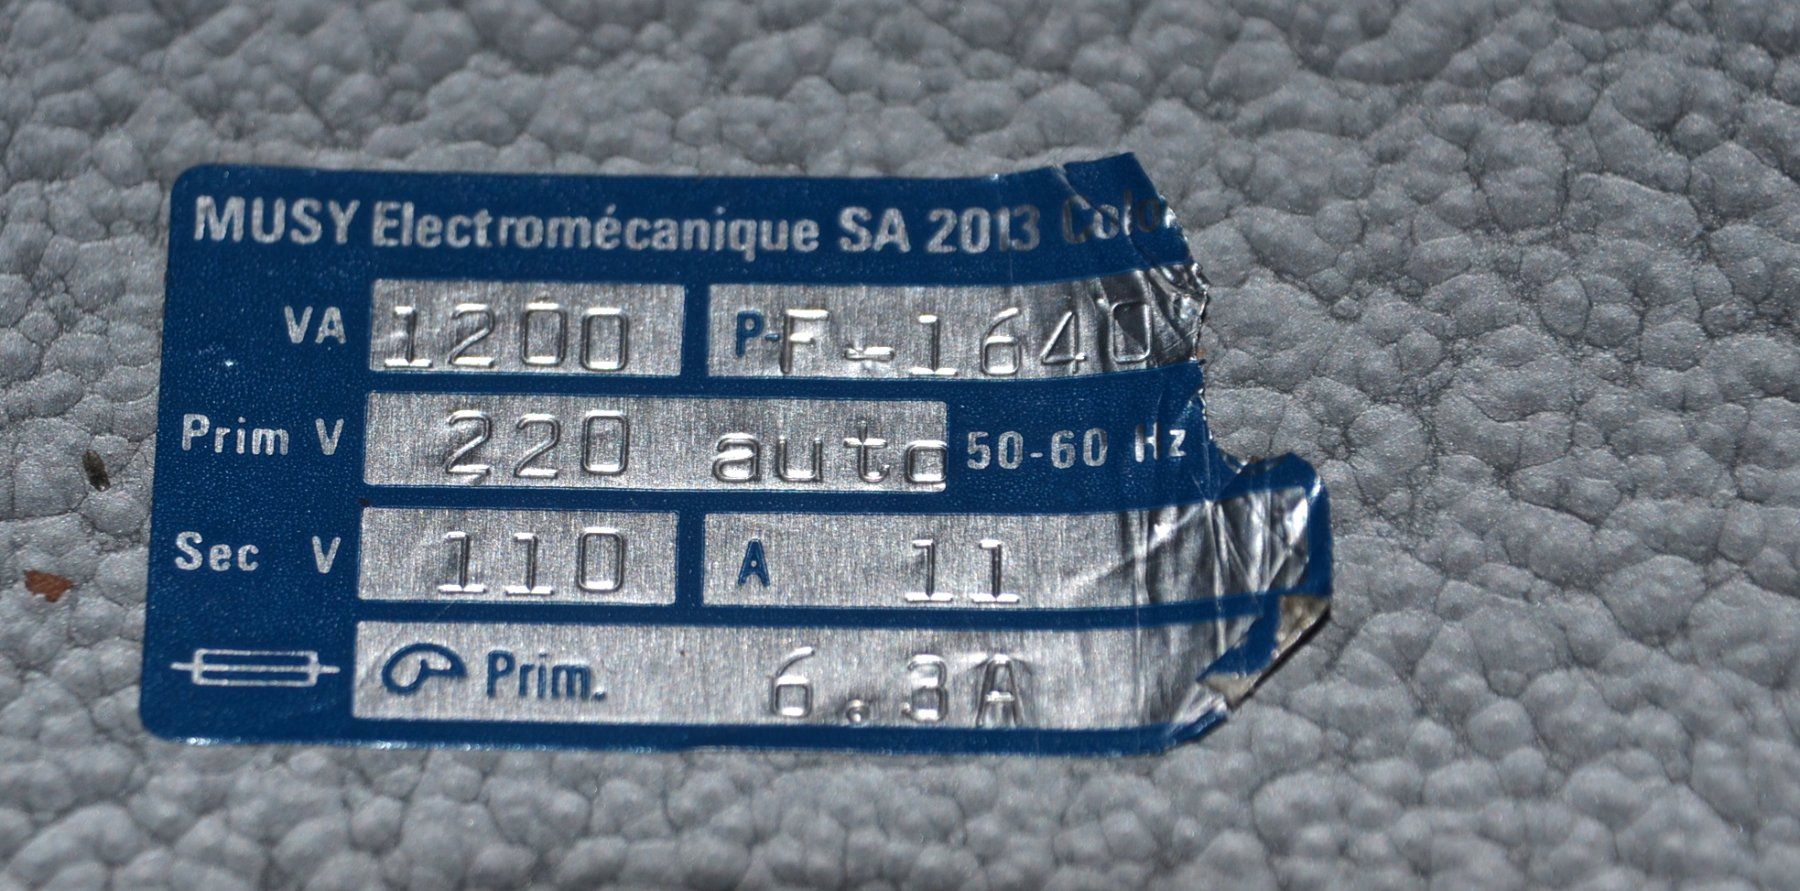 MUSY Electromécanique SA 2013 Colo
VA 1200 P-F-1640
Prim V 220 auto 50-60 Hz
Sec V 110 A 11
Prim. 6.3A